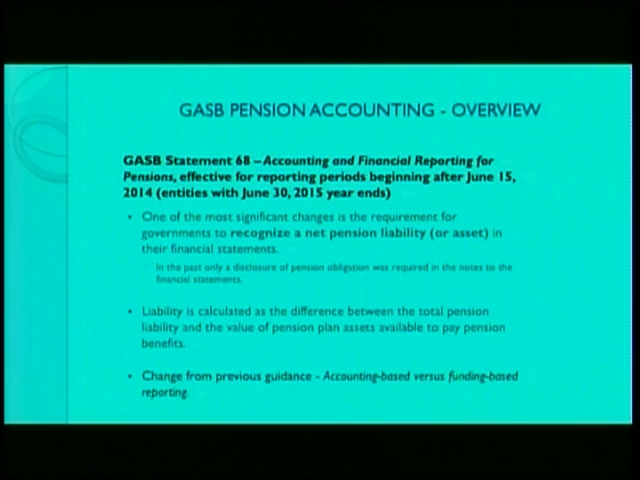 GASB PENSION ACCOUNTING - OVERVIEW
GASB Statement 68 – Accounting and Financial Reporting for
Pensions, effective for reporting periods beginning after June 15,
2014 (entities with June 30, 2015 year ends)
• One of the most significant changes is the requirement for
governments to recognize a net pension liability (or asset) in
their financial statements.
In the past only a disclosure of pension obligation was required in the notes to the
financial statements.
• Liability is calculated as the difference between the total pension
liability and the value of pension plan assets available to pay pension
benefits.
• Change from previous guidance - Accounting-based versus funding-based
reporting.